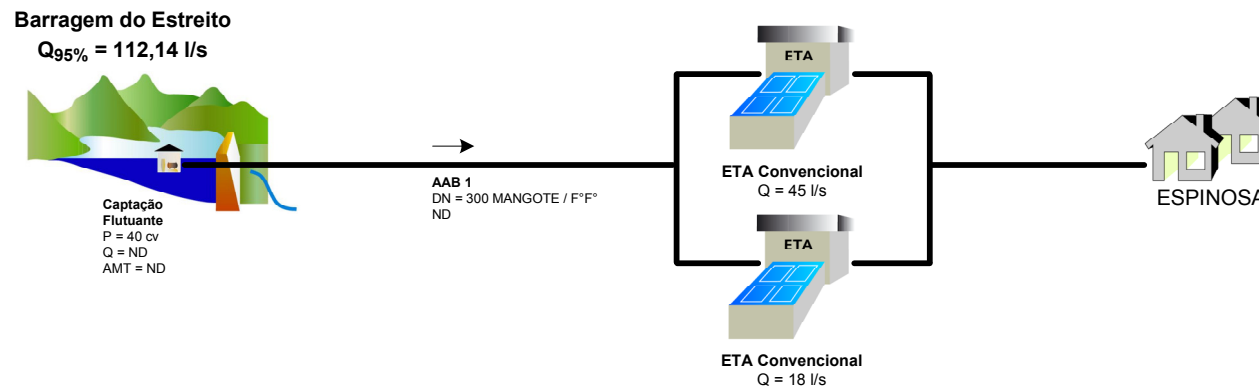 Barragem do Estreito
Q95% = 112,14 l/s
Captação
Flutuante
P = 40 cv
Q = ND
AMT = ND
AAB 1
DN = 300 MANGOTE / F°F°
ND
ETA
ETA Convencional
Q = 45 l/s
ETA
ETA Convencional
Q = 18 l/s
ESPINOSA